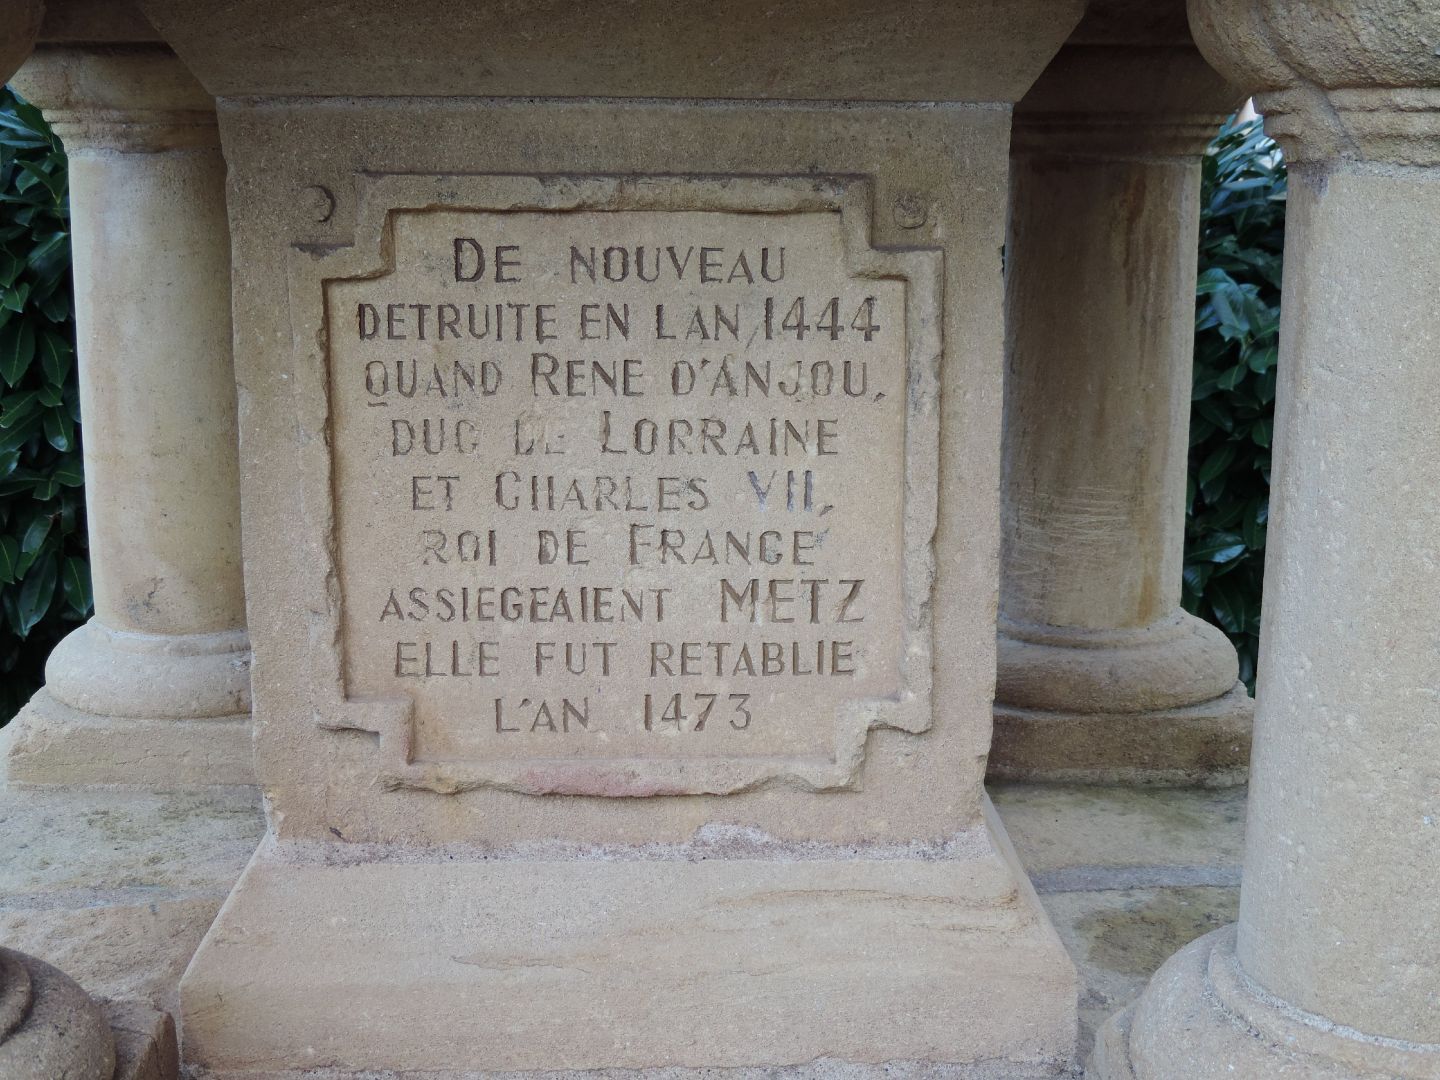 DE NOUVEAU
DETRUITE EN L'AN 1444
QUAND RENE D'ANJOU,
DUC DE LORRAINE
ET CHARLES VII,
ROI DE FRANCE
ASSIEGEAIENT METZ
ELLE FUT RETABLIE
L'AN 1473